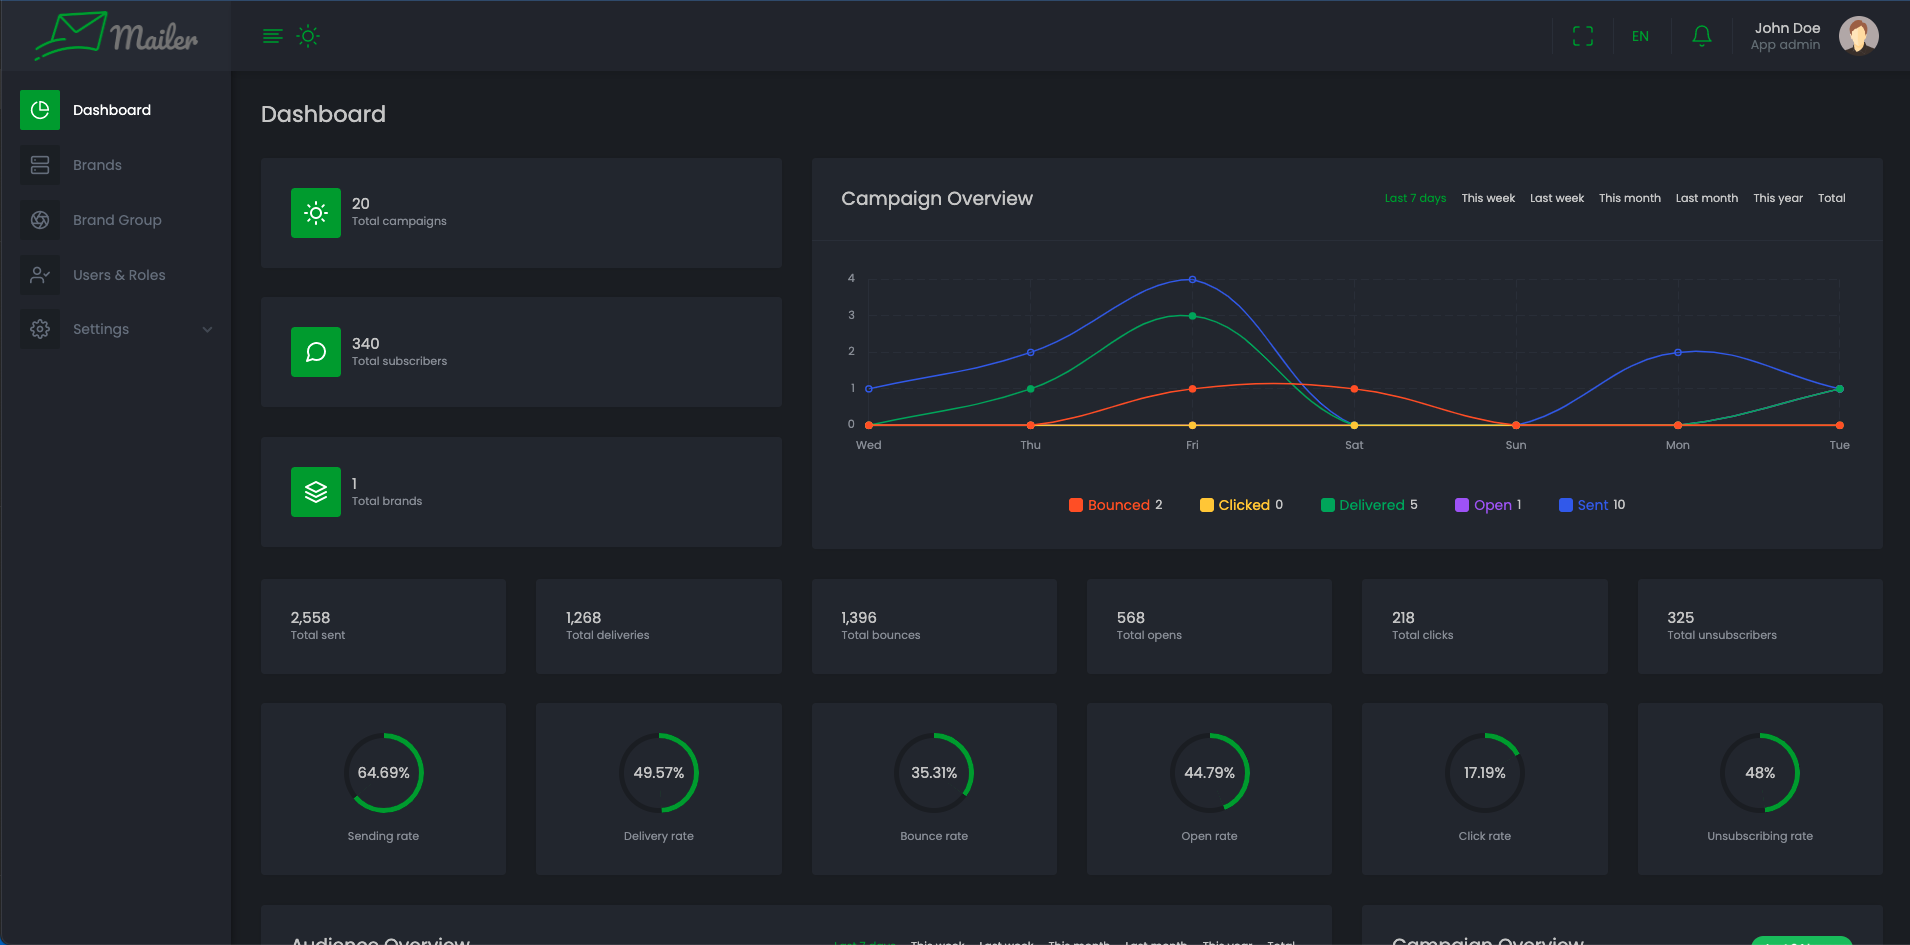 Mailer
EN
John Doe
App admin
Dashboard
Brands
Brand Group
Users & Roles
Settings
Dashboard
20
Total campaigns
340
Total subscribers
1
Total brands
Campaign Overview
Last 7 days This week Last week This month Last month This year Total
4
3
2
1
0
Wed Thu Fri Sat Sun Mon Tue
Bounced 2 Clicked 0 Delivered 5 Open 1 Sent 10
2,558 1,268 1,396 568 218 325
Total sent Total deliveries Total bounces Total opens Total clicks Total unsubscribers
64.69% 49.57% 35.31% 44.79% 17.19% 48%
Sending rate Delivery rate Bounce rate Open rate Click rate Unsubscribing rate
Audience Overview Last 7 days This week Last week This month Last month This year Total
Campaign Overview